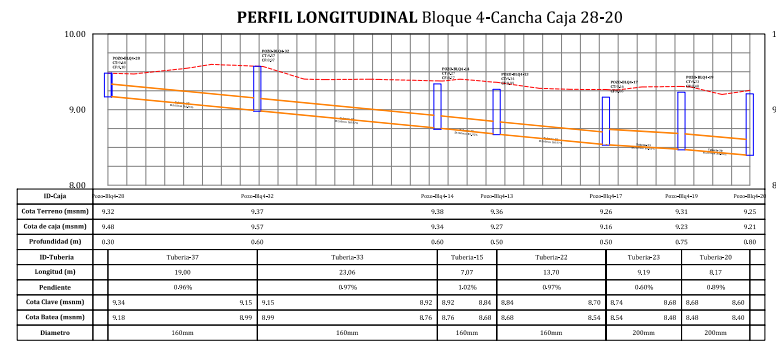 PERFIL LONGITUDINAL Bloque 4-Cancha Caja 28-20
10.00
9.00
8.00
ID-Caja Pozo-Blq4-28 Pozo-Blq4-32 Pozo-Blq4-14 Pozo-Blq4-13 Pozo-Blq4-17 Pozo-Blq4-19 Pozo-Blq4-20
Cota Terreno (msnm) 9.32 9.37 9.38 9.36 9.26 9.31 9.25
Cota de caja (msnm) 9.48 9.57 9.34 9.27 9.16 9.23 9.21
Profundidad (m) 0.30 0.60 0.60 0.50 0.50 0.75 0.80
ID-Tuberia Tuberia-37 Tuberia-33 Tuberia-15 Tuberia-22 Tuberia-23 Tuberia-20
Longitud (m) 19,00 23,06 7,07 13,70 9,19 8,17
Pendiente 0.96% 0.97% 1.02% 0.97% 0.60% 0.89%
Cota Clave (msnm) 9.34 9.15 9.15 8.92 8.92 8.84 8.84 8.70 8.74 8.68 8.68 8.60
Cota Batea (msnm) 9.18 8.99 8.99 8.76 8.76 8.68 8.68 8.54 8.54 8.48 8.48 8.40
Diametro 160mm 160mm 160mm 160mm 200mm 200mm